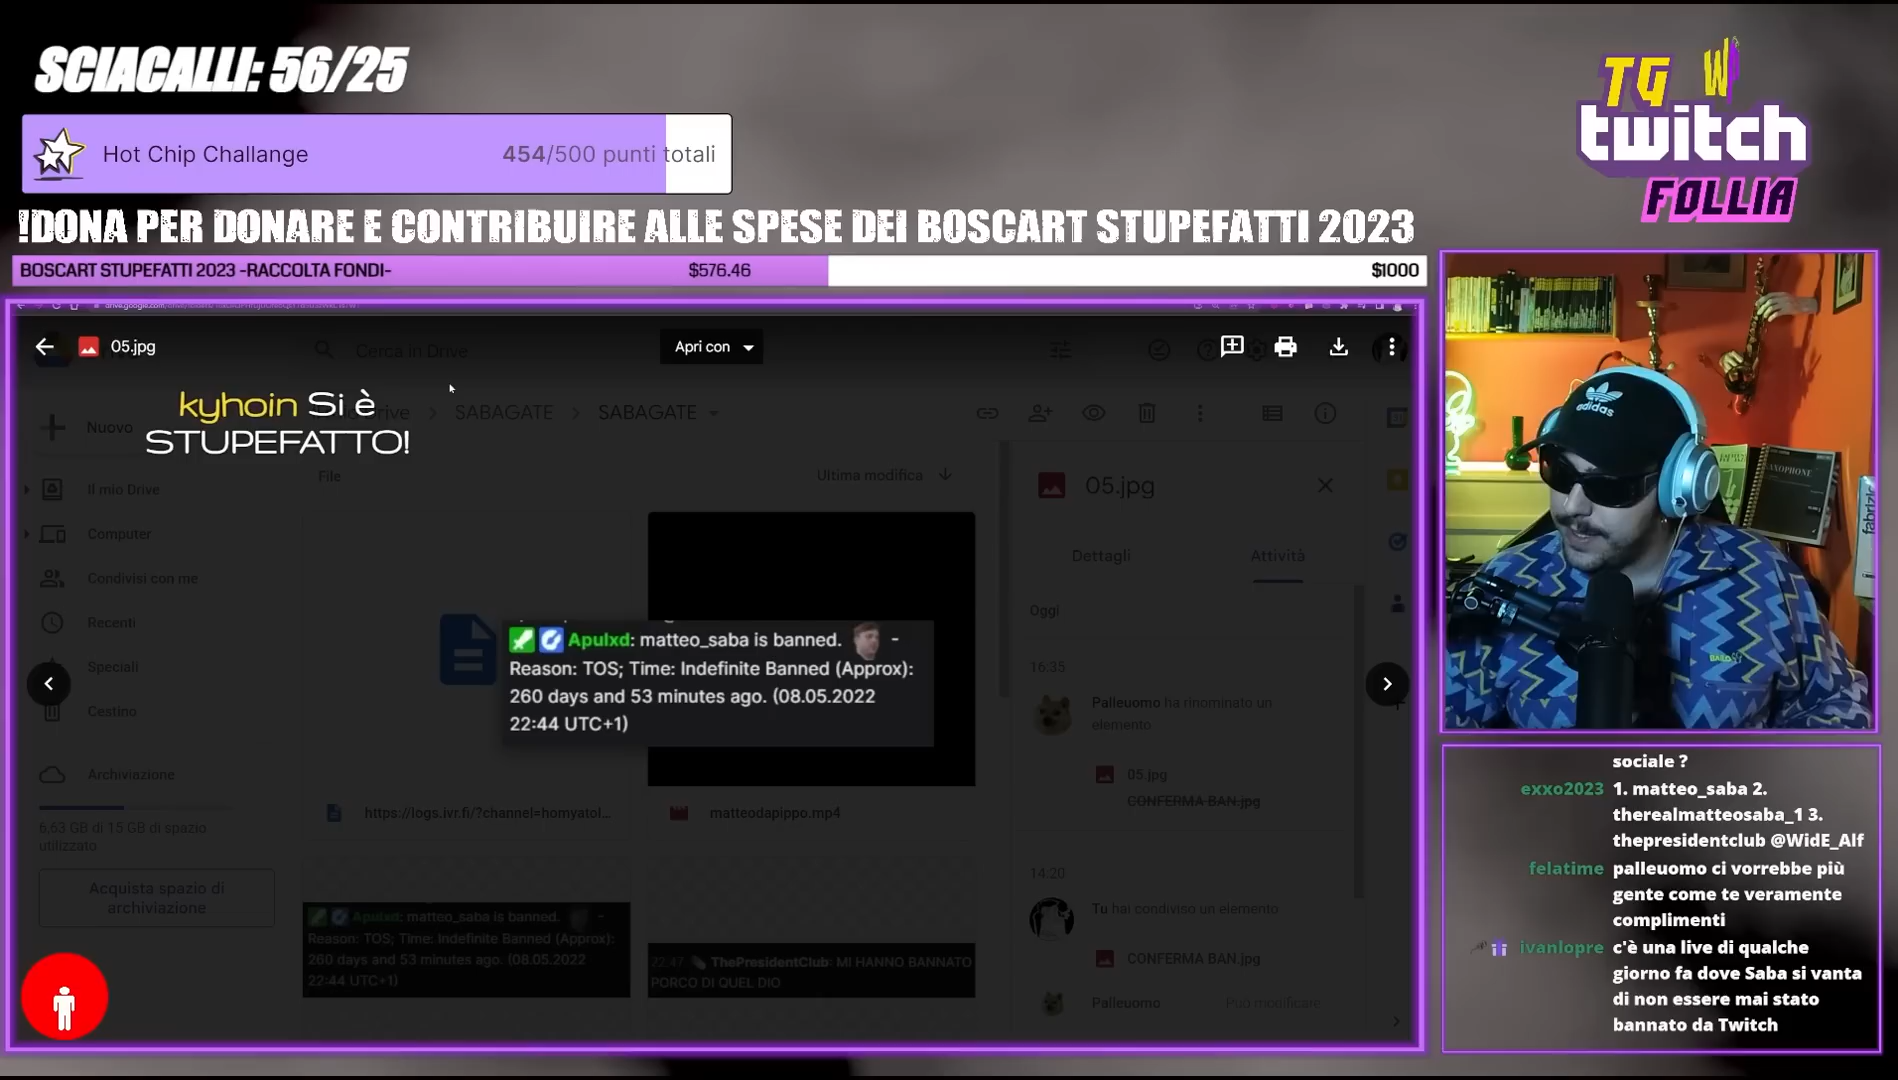 SCIACALLI: 56/25
Hot Chip Challange 454/500 punti totali
TG
twitch
FOLLIA
!DONA PER DONARE E CONTRIBUIRE ALLE SPESE DEI BOSCART STUPEFATTI 2023
BOSCART STUPEFATTI 2023 -RACCOLTA FONDI- $576.46 $1000
05.jpg
Cerca in Drive
Apri con
kyhoin Si è
STUPEFATTO!
SABAGATE SABAGATE
Nuovo
File
Ultima modifica
Il mio Drive
Computer
Condivisi con me
Recenti
Speciali
Cestino
Archiviazione
6,63 GB di 15 GB di spazio
utilizzato
Acquista spazio di
archiviazione
Apulxd: matteo_saba is banned. -
Reason: TOS; Time: Indefinite Banned (Approx):
260 days and 53 minutes ago. (08.05.2022
22:44 UTC+1)
https://logs.ivr.fi/?channel=homyatol...
matteodapippo.mp4
Apulxd: matteo_saba is banned. -
Reason: TOS; Time: Indefinite Banned (Approx):
260 days and 53 minutes ago. (08.05.2022
22:44 UTC+1)
22:47 ThePresidentClub: MI HANNO BANNATO
PORCO DI QUEL DIO
05.jpg
Dettagli Attività
Oggi
16:35
Palleuomo ha rinominato un
elemento
05.jpg
CONFERMA BAN.jpg
14:20
Tu hai condiviso un elemento
CONFERMA BAN.jpg
Palleuomo Può modificare
adidas
SAXOPHONE
sociale ?
exxo2023 1. matteo_saba 2.
therealmatteosaba_1 3.
thepresidentclub @WidE_Alf
felatime palleuomo ci vorrebbe più
gente come te veramente
complimenti
ivanlopre c'è una live di qualche
giorno fa dove Saba si vanta
di non essere mai stato
bannato da Twitch